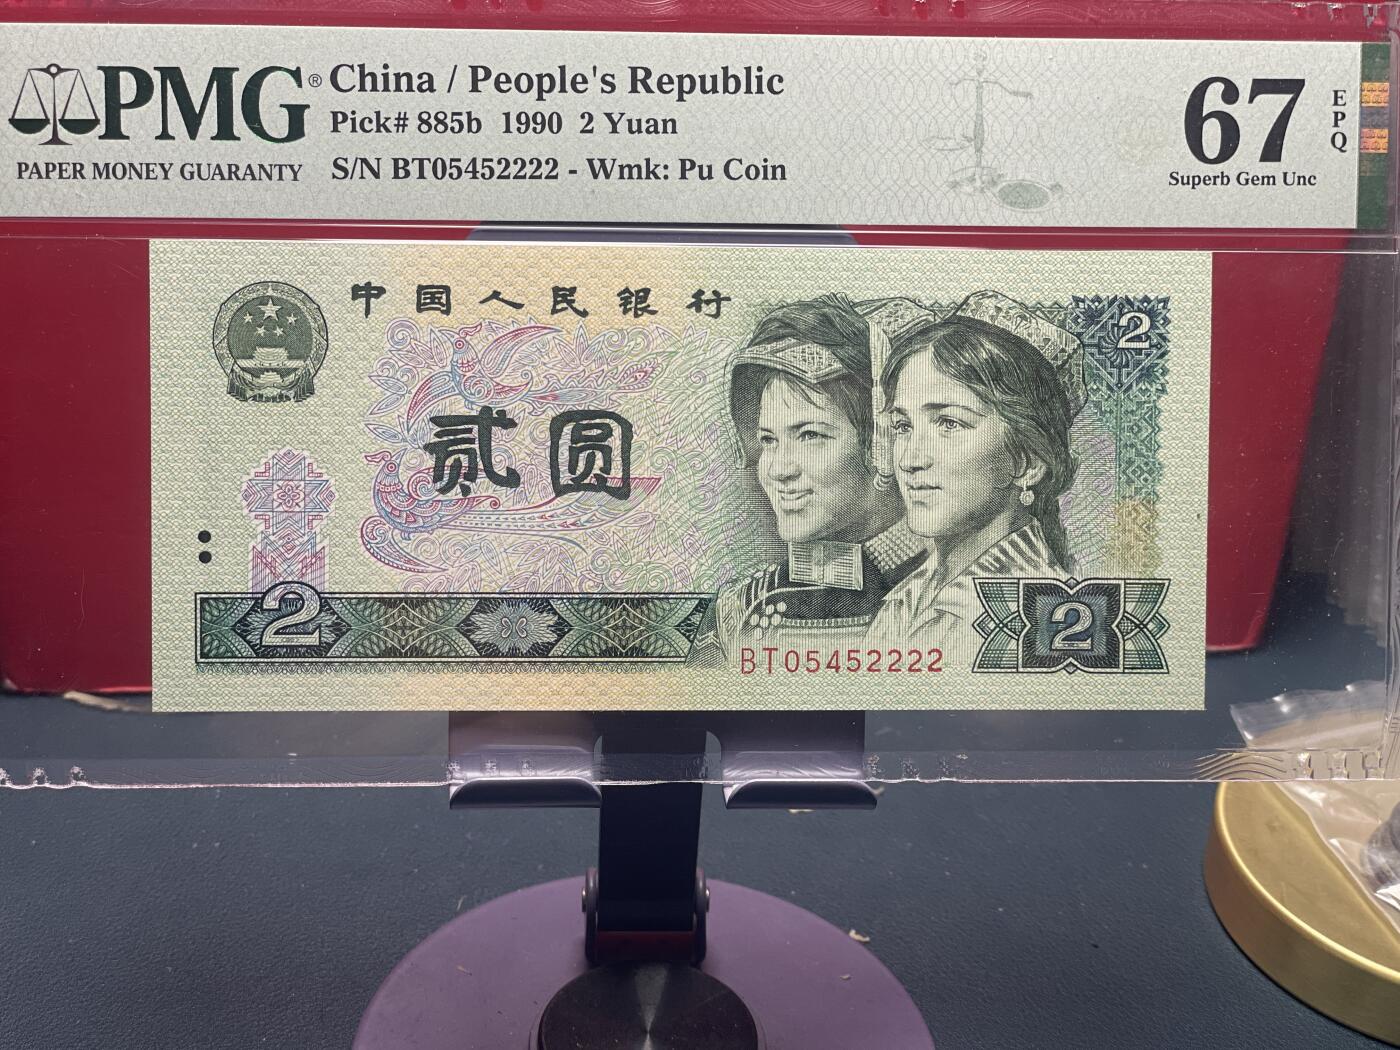 PMG® China / People's Republic
Pick# 885b 1990 2 Yuan
PAPER MONEY GUARANTY S/N BT05452222 - Wmk: Pu Coin
67 EPQ
Superb Gem Unc
中国人民银行
2
贰圆
2
2
BT05452222